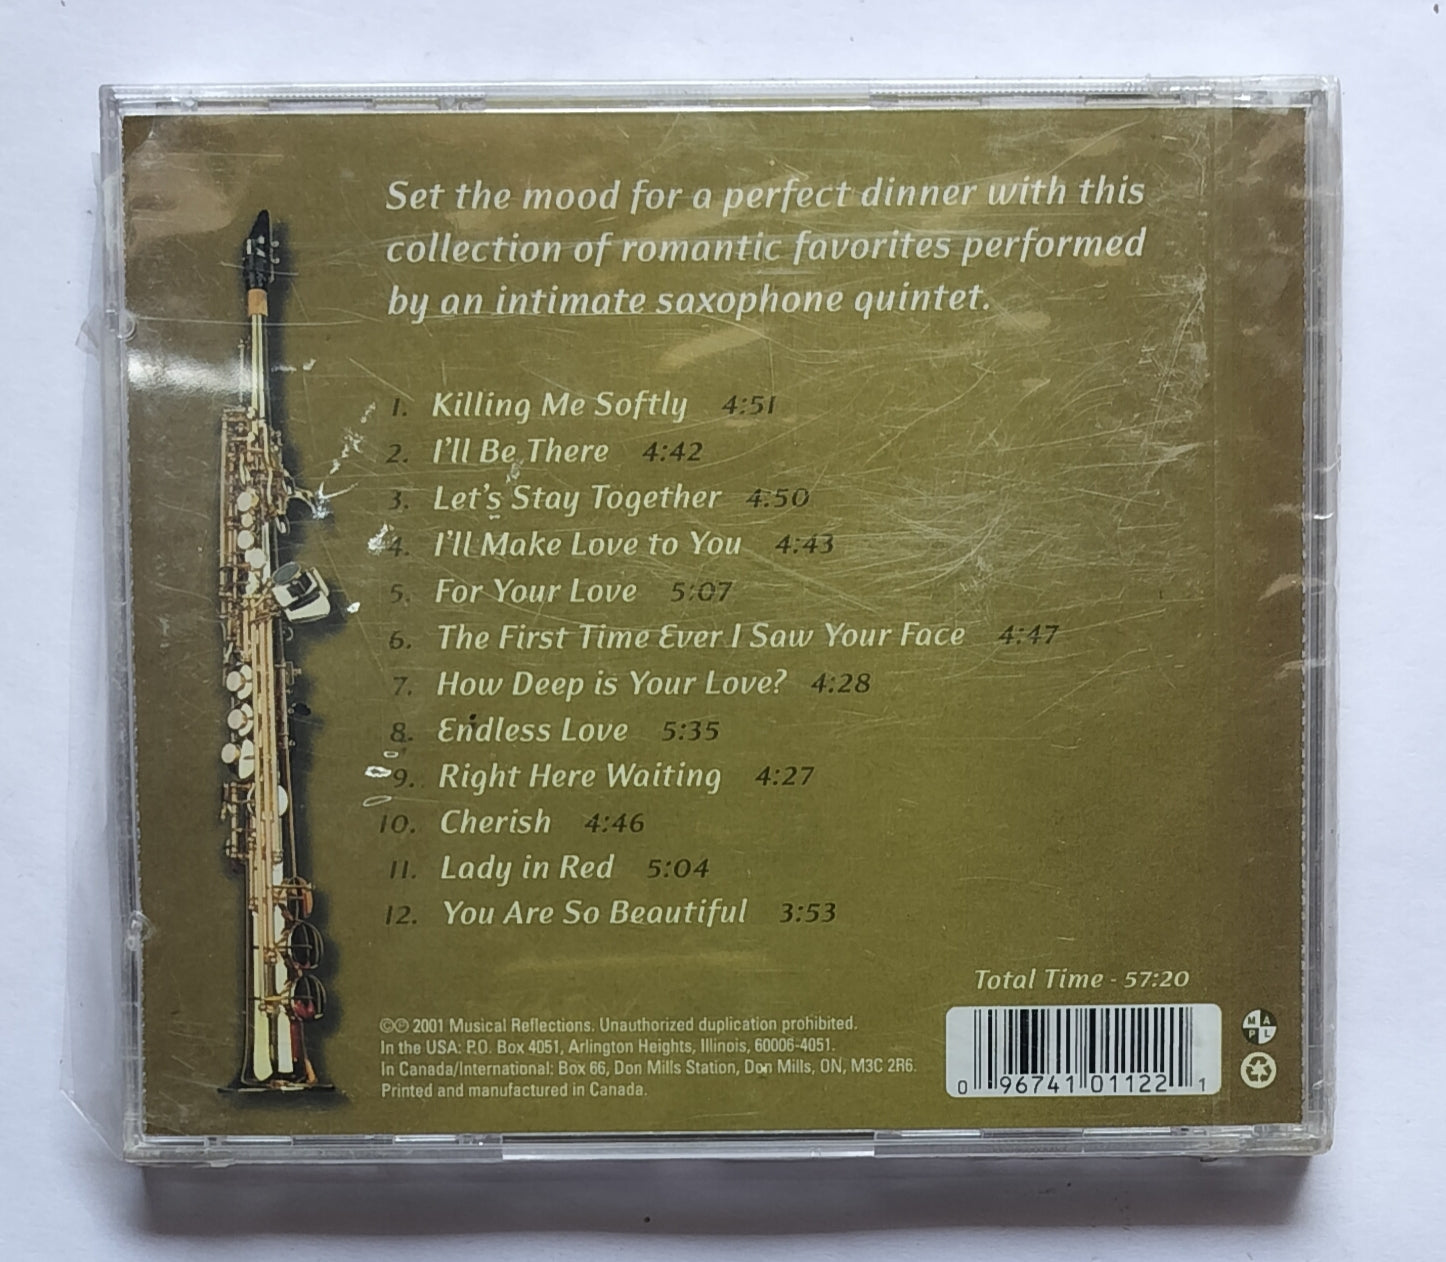 Set the mood for a perfect dinner with this
collection of romantic favorites performed
by an intimate saxophone quintet.
1. Killing Me Softly 4:51
2. I'll Be There 4:42
3. Let's Stay Together 4:50
4. I'll Make Love to You 4:43
5. For Your Love 5:07
6. The First Time Ever I Saw Your Face 4:47
7. How Deep is Your Love? 4:28
8. Endless Love 5:35
9. Right Here Waiting 4:27
10. Cherish 4:46
11. Lady in Red 5:04
12. You Are So Beautiful 3:53
Total Time - 57:20
©℗ 2001 Musical Reflections. Unauthorized duplication prohibited.
In the USA: P.O. Box 4051, Arlington Heights, Illinois, 60006-4051.
In Canada/International: Box 66, Don Mills Station, Don Mills, ON, M3C 2R6.
Printed and manufactured in Canada.
0 96741 01122 1
M A
P L